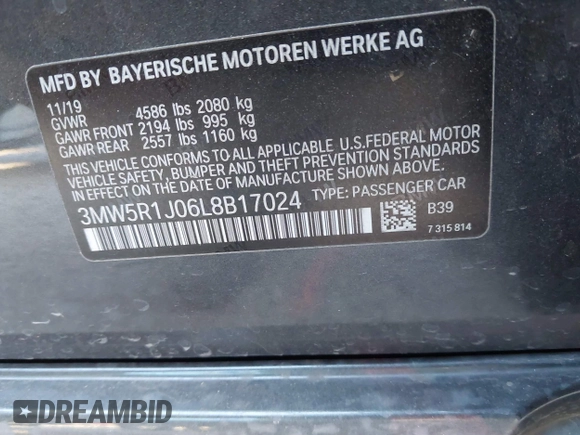 MFD BY BAYERISCHE MOTOREN WERKE AG
11/19
GVWR 4586 lbs 2080 kg
GAWR FRONT 2194 lbs 995 kg
GAWR REAR 2557 lbs 1160 kg
THIS VEHICLE CONFORMS TO ALL APPLICABLE U.S.FEDERAL MOTOR
VEHICLE SAFETY, BUMPER, AND THEFT PREVENTION STANDARDS
IN EFFECT ON THE DATE OF MANUFACTURE SHOWN ABOVE.
3MW5R1J06L8B17024 TYPE: PASSENGER CAR
B39
7 315 814
DREAMBID